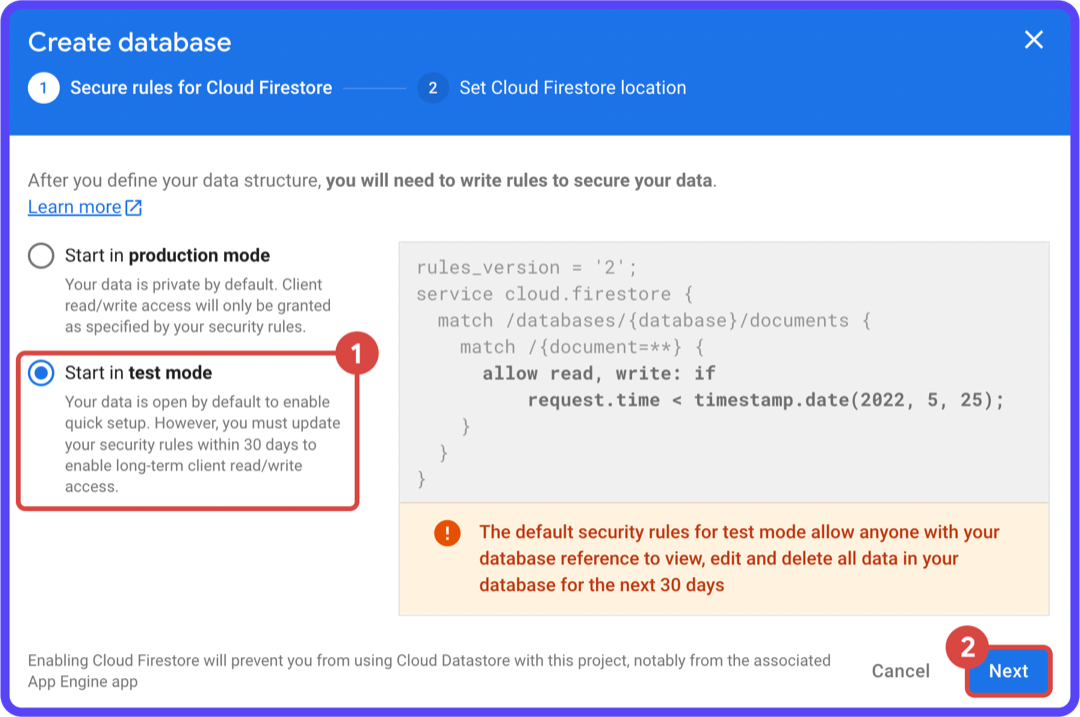 Create database
1 Secure rules for Cloud Firestore 2 Set Cloud Firestore location
After you define your data structure, you will need to write rules to secure your data.
Learn more
Start in production mode
Your data is private by default. Client
read/write access will only be granted
as specified by your security rules.
1
Start in test mode
Your data is open by default to enable
quick setup. However, you must update
your security rules within 30 days to
enable long-term client read/write
access.
rules_version = '2';
service cloud.firestore {
match /databases/{database}/documents {
match /{document=**} {
allow read, write: if
request.time < timestamp.date(2022, 5, 25);
}
}
}
! The default security rules for test mode allow anyone with your
database reference to view, edit and delete all data in your
database for the next 30 days
Enabling Cloud Firestore will prevent you from using Cloud Datastore with this project, notably from the associated
App Engine app
Cancel
2
Next